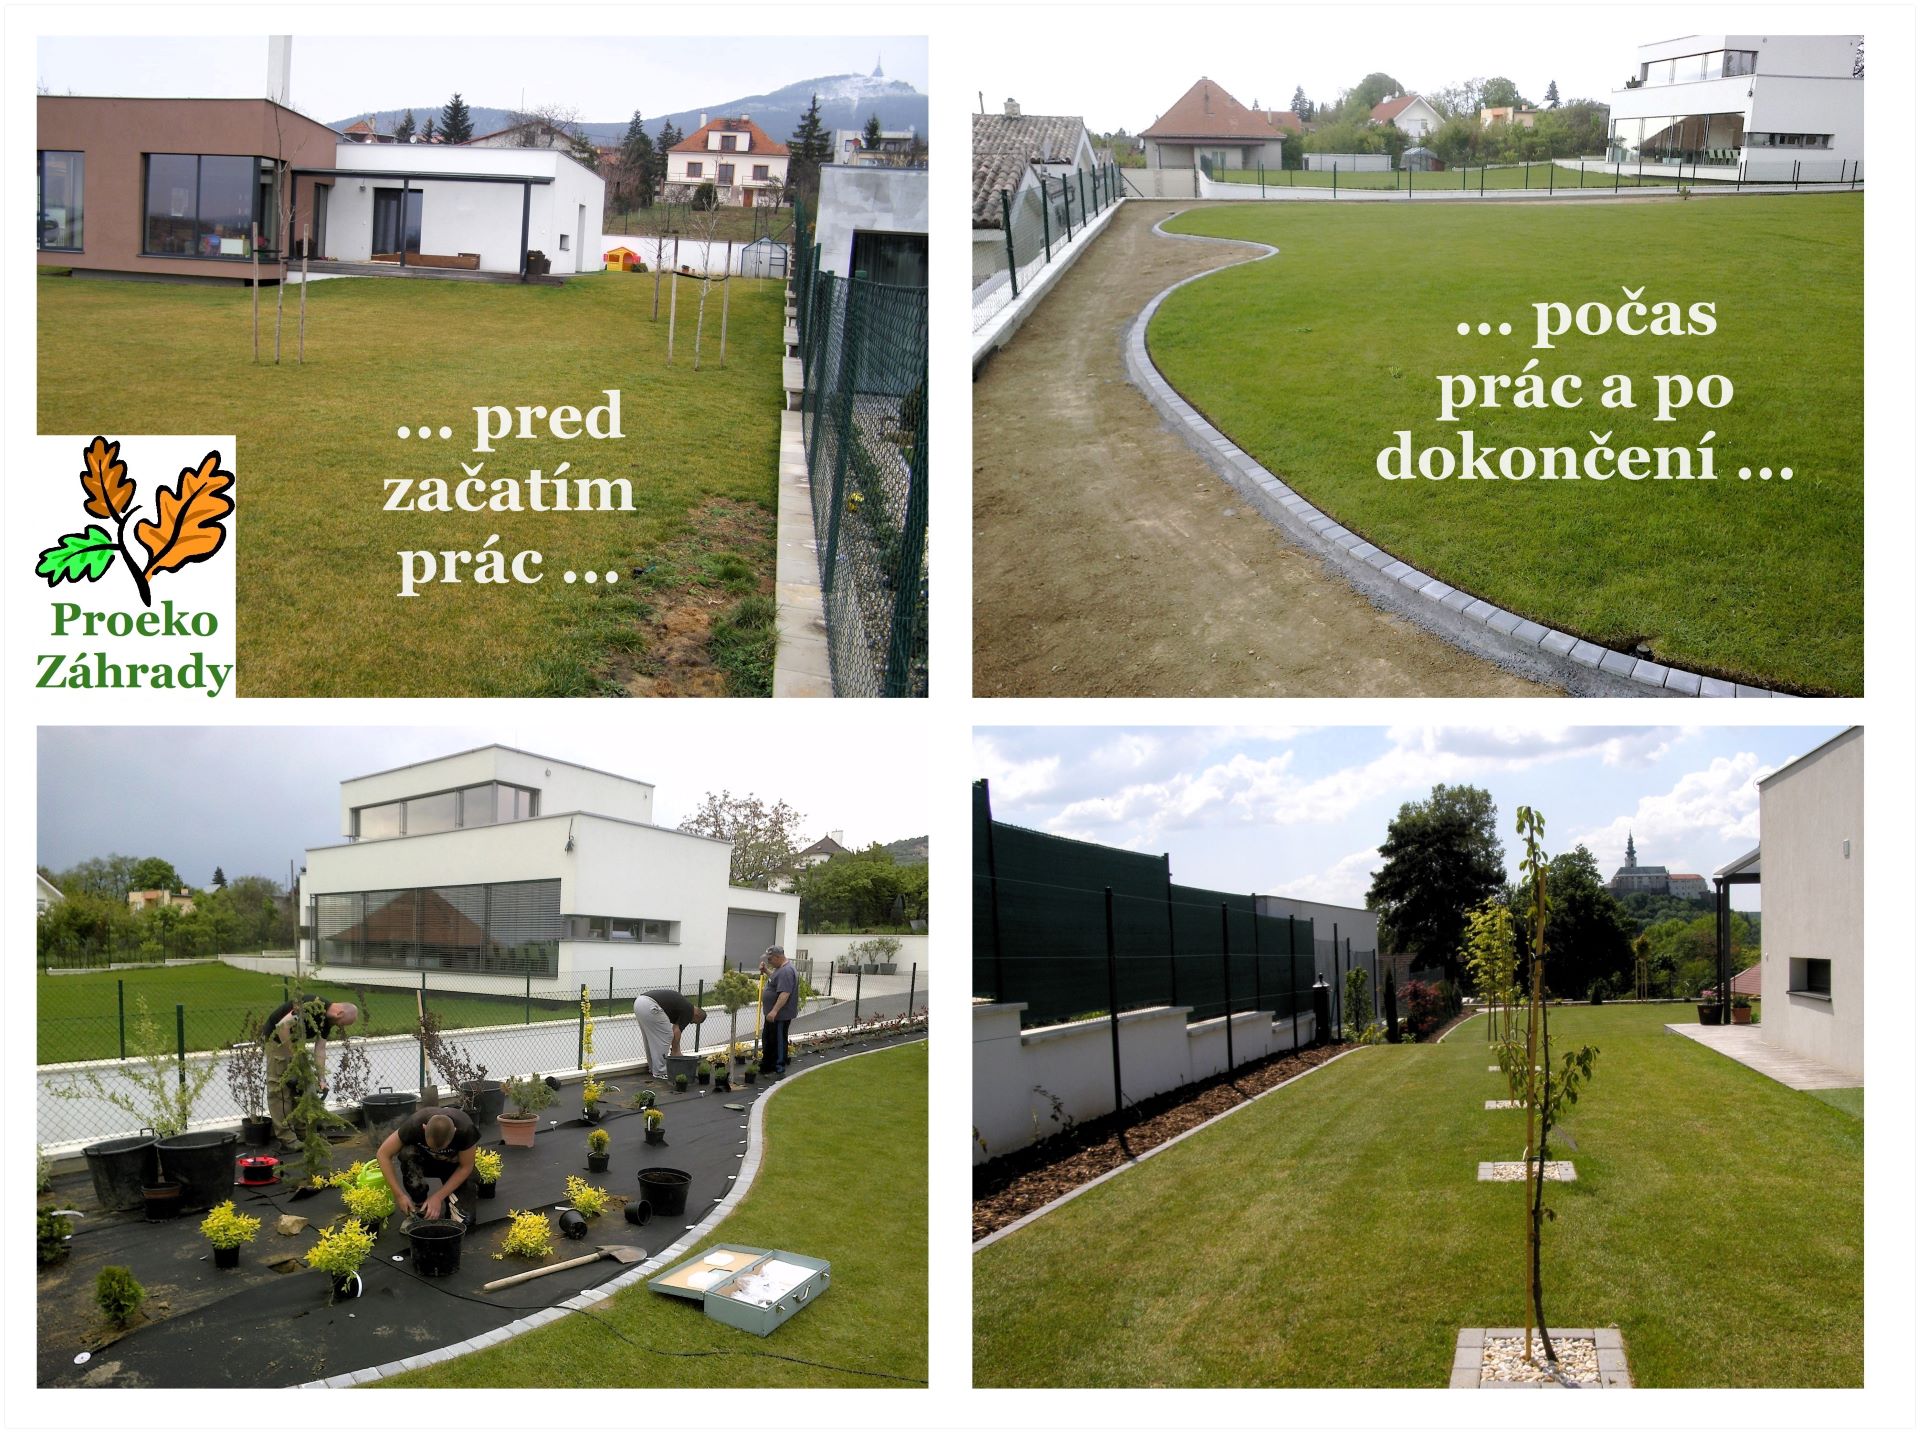 ... pred
začatím
prác ...
Proeko
Záhrady
... počas
prác a po
dokončení ...